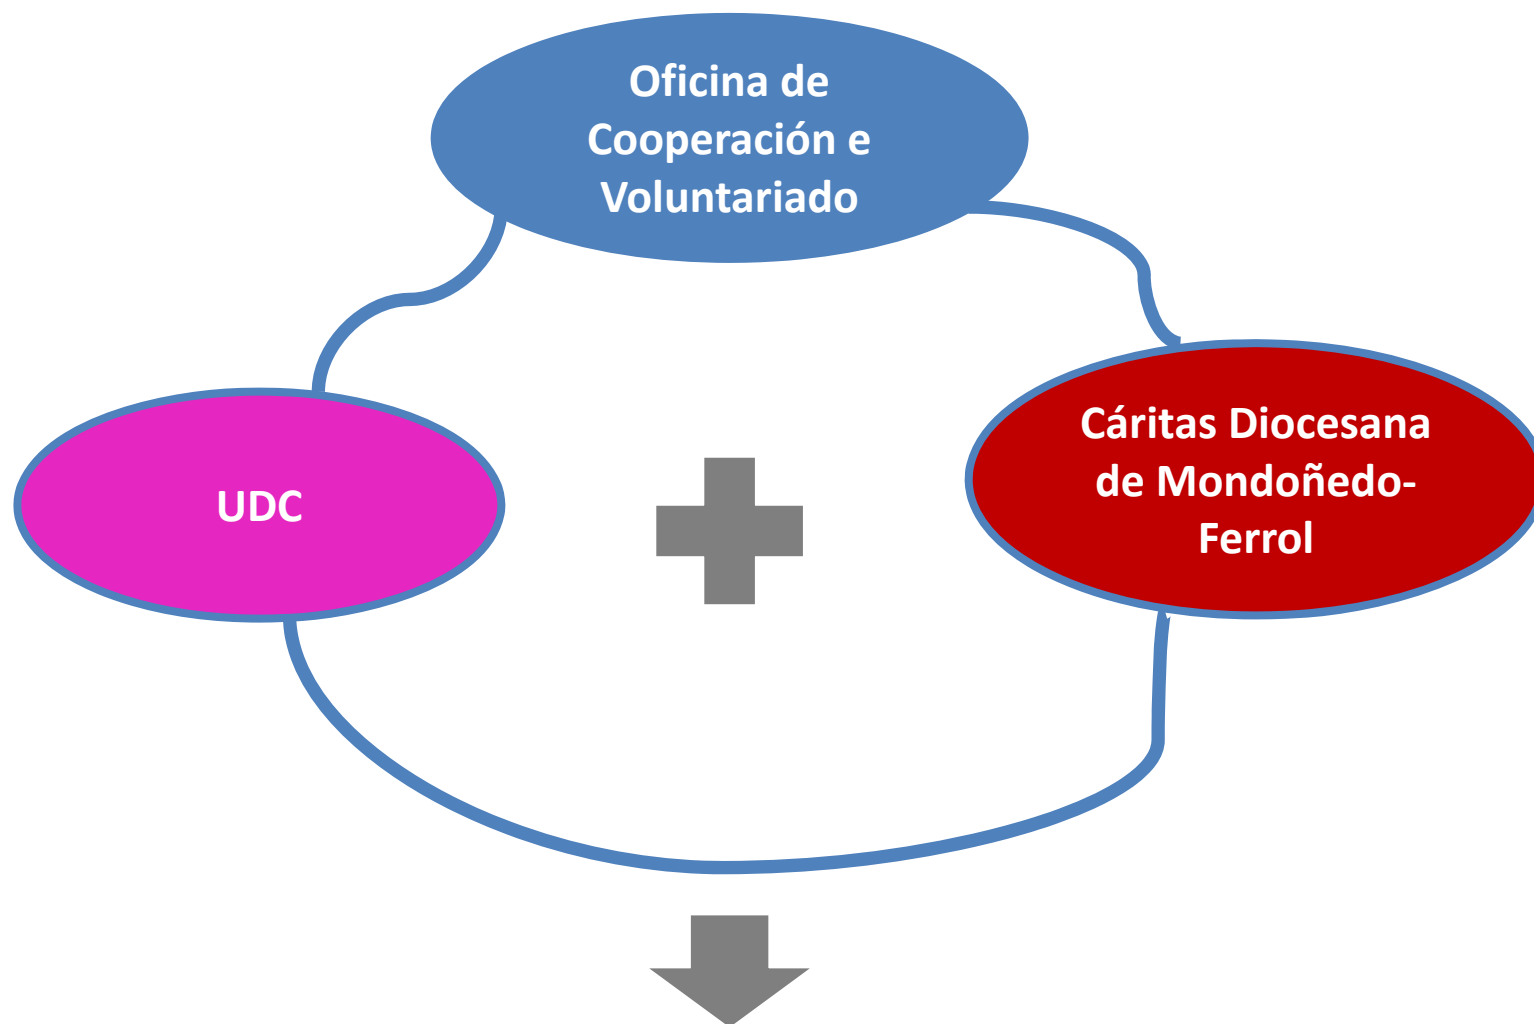 Oficina de
Cooperación e
Voluntariado
UDC
Cáritas Diocesana
de Mondoñedo-
Ferrol